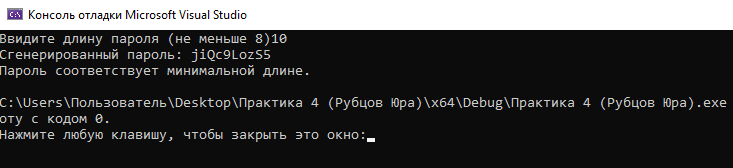 Консоль отладки Microsoft Visual Studio
Ввидите длину пароля (не меньше 8)10
Сгенерированный пароль: jiQc9LozS5
Пароль соответствует минимальной длине.
C:\Users\Пользователь\Desktop\Практика 4 (Рубцов Юра)\x64\Debug\Практика 4 (Рубцов Юра).exe
оту с кодом 0.
Нажмите любую клавишу, чтобы закрыть это окно: